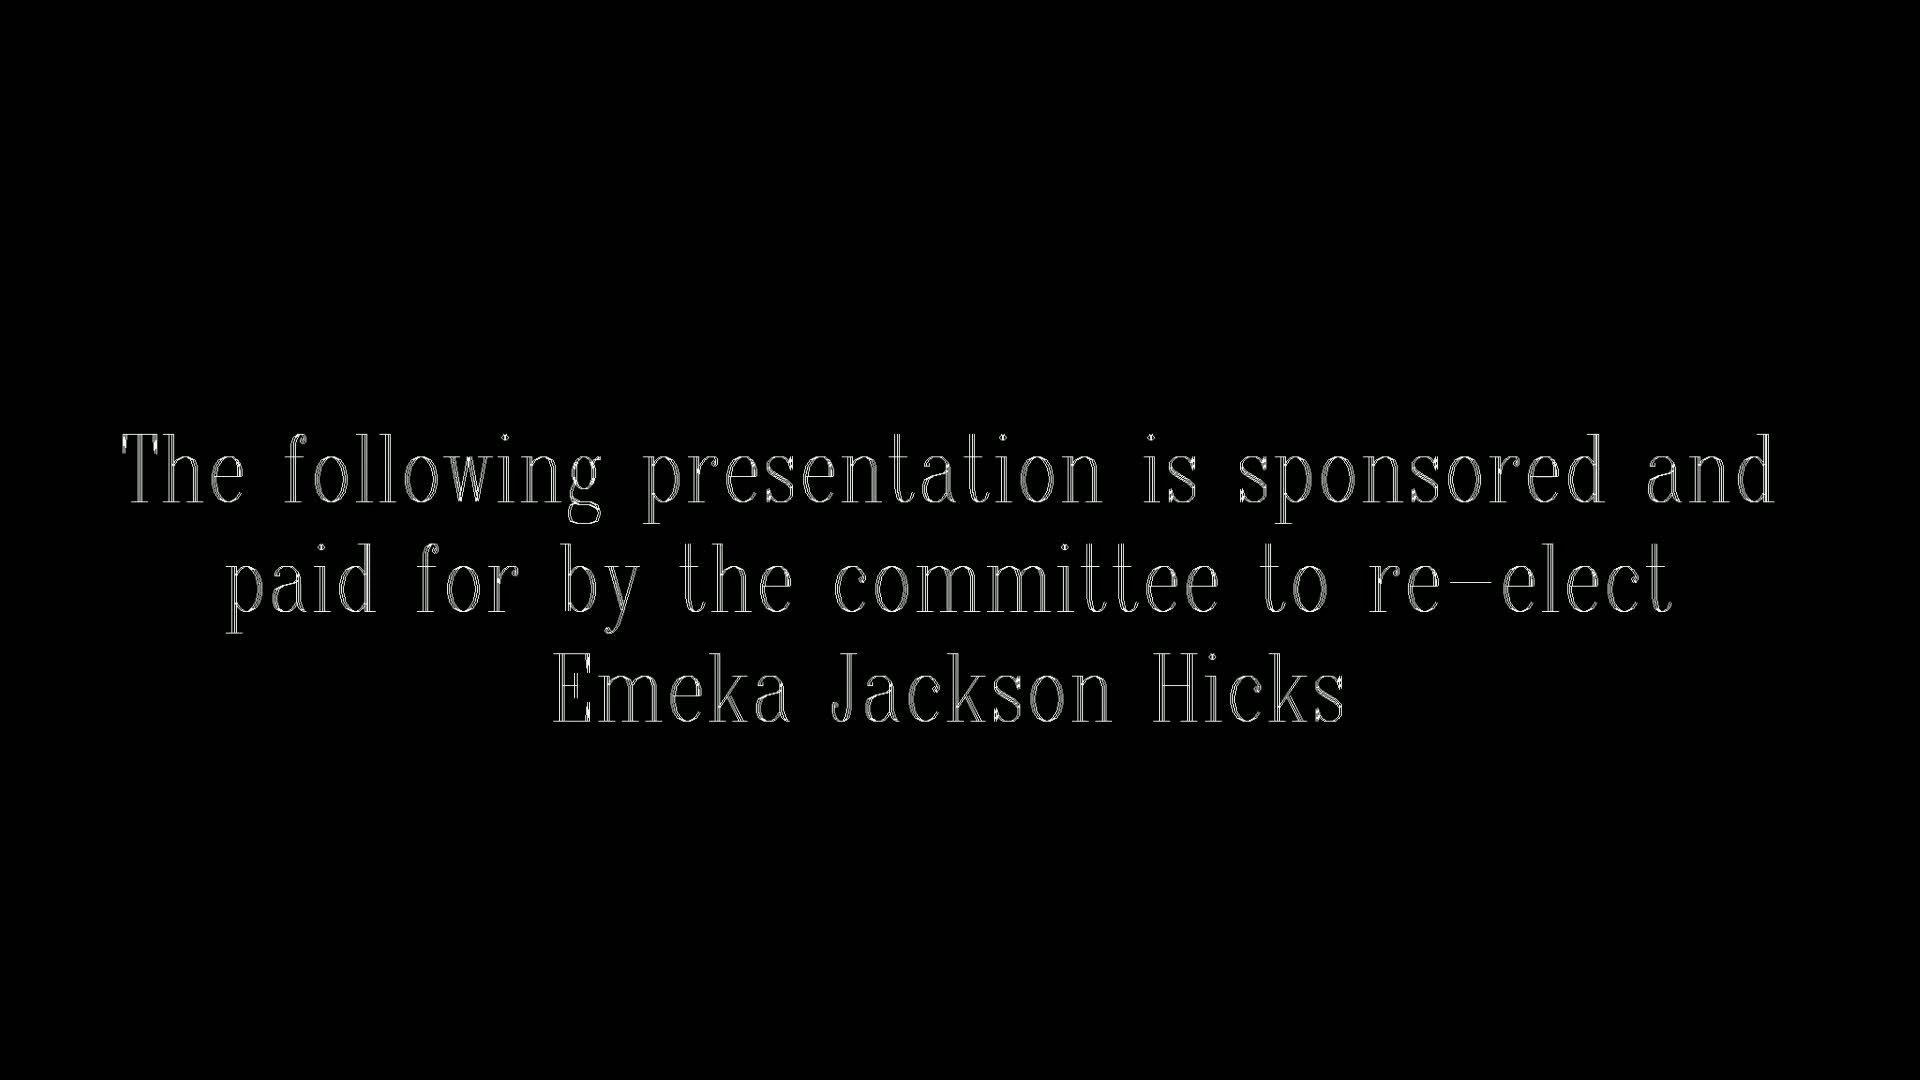 The following presentation is sponsored and
paid for by the committee to re-elect
Emeka Jackson Hicks